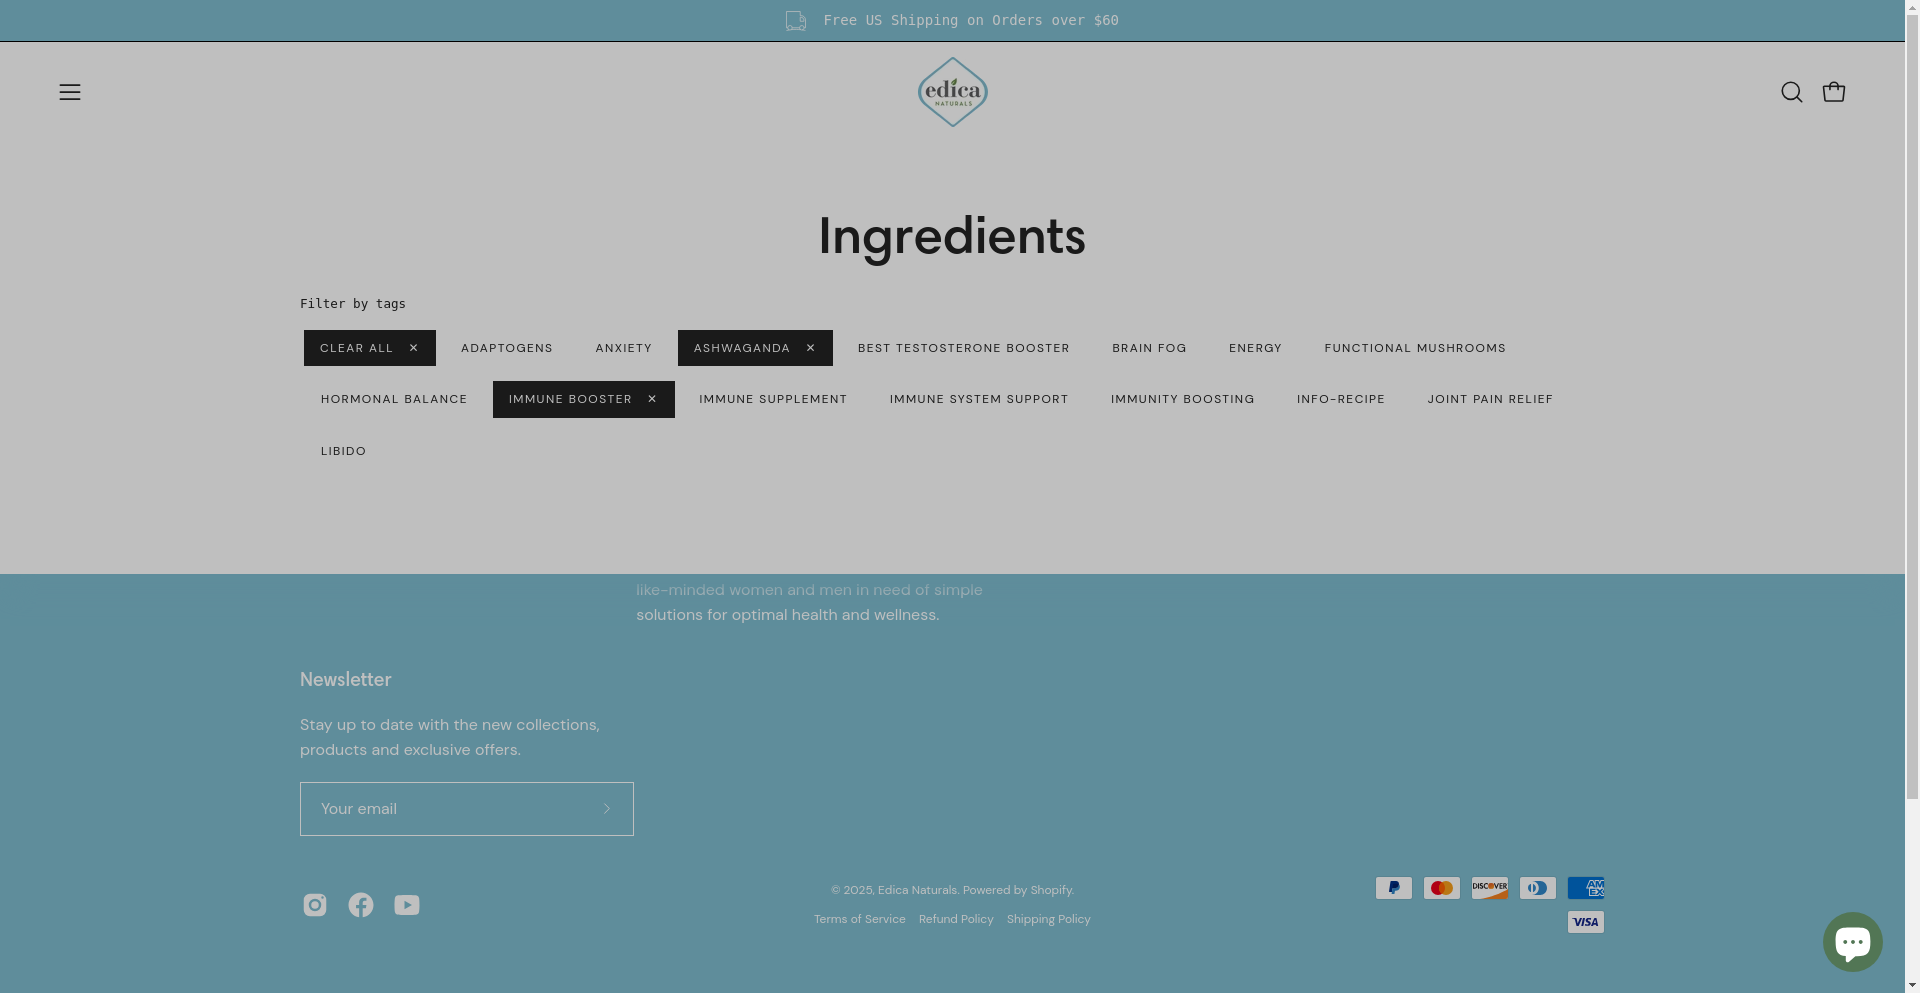 Free US Shipping on Orders over $60
edica
NATURALS
Ingredients
Filter by tags
CLEAR ALL ✕ ADAPTOGENS ANXIETY ASHWAGANDA ✕ BEST TESTOSTERONE BOOSTER BRAIN FOG ENERGY FUNCTIONAL MUSHROOMS
HORMONAL BALANCE IMMUNE BOOSTER ✕ IMMUNE SUPPLEMENT IMMUNE SYSTEM SUPPORT IMMUNITY BOOSTING INFO-RECIPE JOINT PAIN RELIEF
LIBIDO
like-minded women and men in need of simple
solutions for optimal health and wellness.
Newsletter
Stay up to date with the new collections,
products and exclusive offers.
Your email
© 2025, Edica Naturals. Powered by Shopify.
Terms of Service Refund Policy Shipping Policy
DISCOVER
AM
EX
VISA